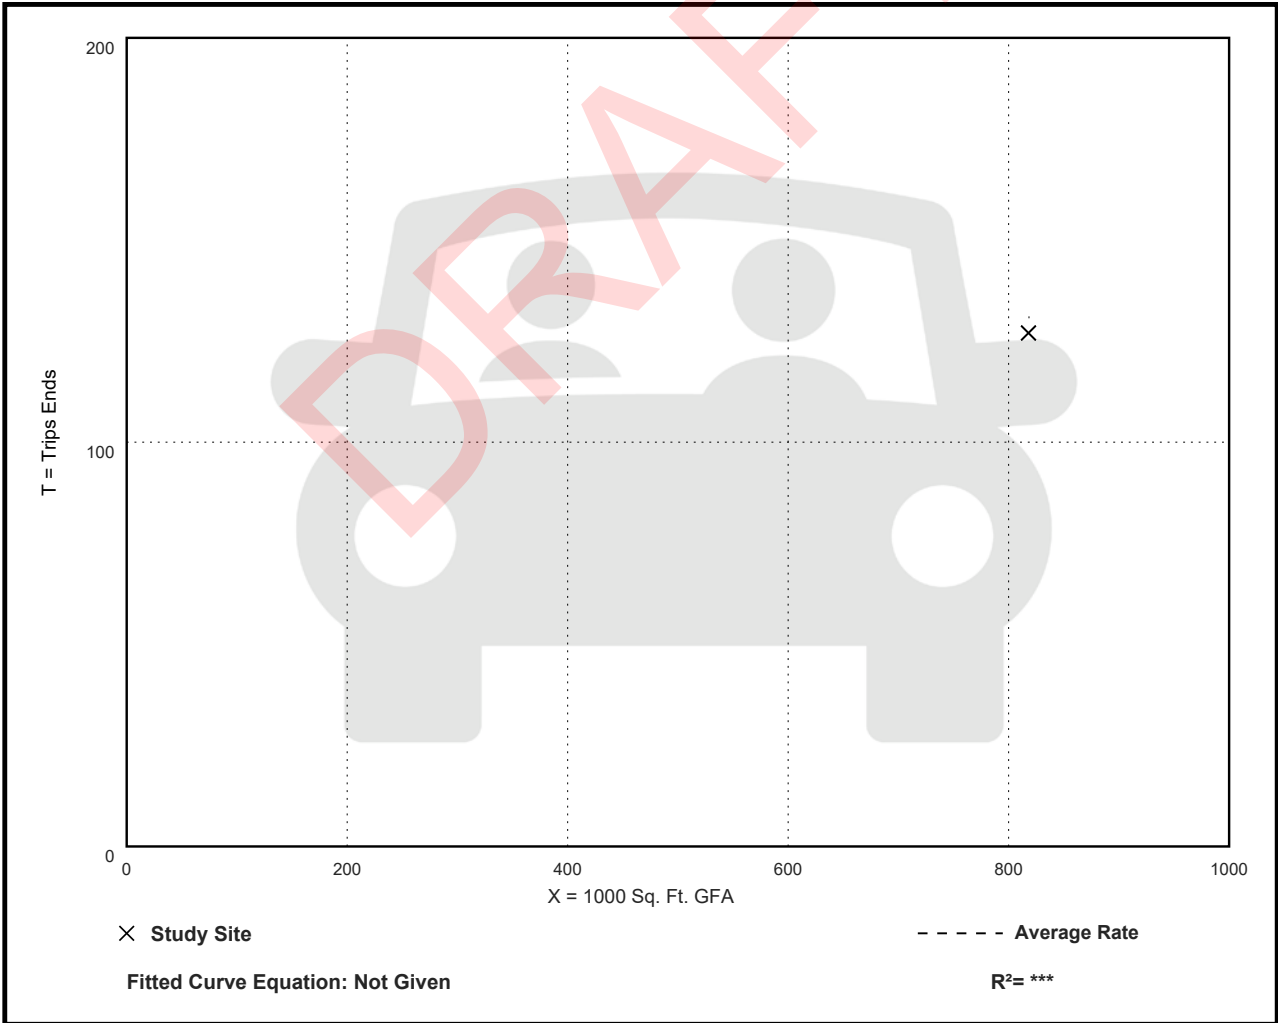 DRAF
200
100
0
T = Trips Ends
0 200 400 600 800 1000
X = 1000 Sq. Ft. GFA
Study Site
Average Rate
Fitted Curve Equation: Not Given
R²= ***